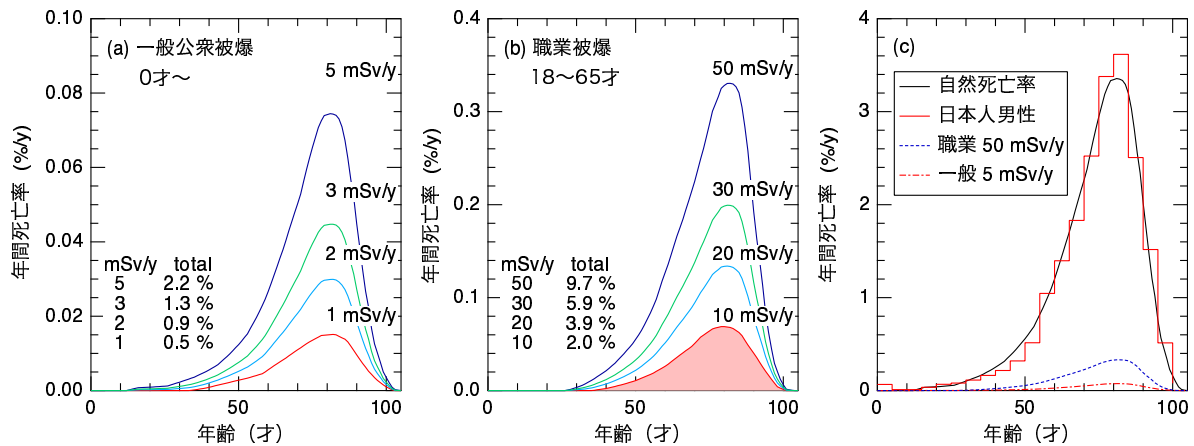 (a) 一般公衆被爆
0才～
5 mSv/y
3 mSv/y
2 mSv/y
1 mSv/y
mSv/y total
5 2.2 %
3 1.3 %
2 0.9 %
1 0.5 %
0.10
0.08
0.06
0.04
0.02
0.00
0 50 100
年間死亡率 (%/y)
年齢（才）
(b) 職業被爆
18～65才
50 mSv/y
30 mSv/y
20 mSv/y
10 mSv/y
mSv/y total
50 9.7 %
30 5.9 %
20 3.9 %
10 2.0 %
0.4
0.3
0.2
0.1
0.0
0 50 100
年間死亡率 (%/y)
年齢（才）
(c)
自然死亡率
日本人男性
職業 50 mSv/y
一般 5 mSv/y
4
3
2
1
0
0 50 100
年間死亡率 (%/y)
年齢（才）